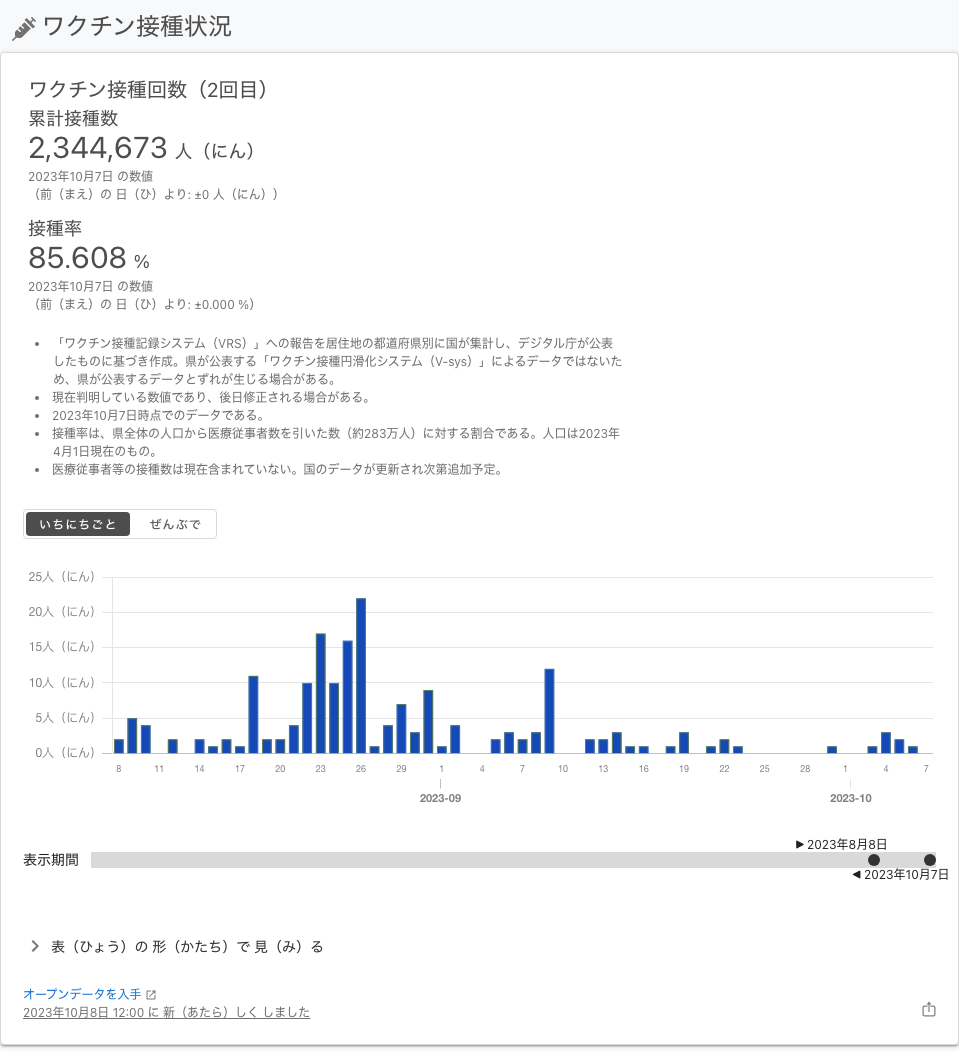 ワクチン接種状況
ワクチン接種回数（2回目）
累計接種数
2,344,673 人（にん）
2023年10月7日 の数値
（前（まえ）の 日（ひ）より: ±0 人（にん））
接種率
85.608 %
2023年10月7日 の数値
（前（まえ）の 日（ひ）より: ±0.000 %）
「ワクチン接種記録システム（VRS）」への報告を居住地の都道府県別に国が集計し、デジタル庁が公表
したものに基づき作成。県が公表する「ワクチン接種円滑化システム（V-sys）」によるデータではないた
め、県が公表するデータとずれが生じる場合がある。
現在判明している数値であり、後日修正される場合がある。
2023年10月7日時点でのデータである。
接種率は、県全体の人口から医療従事者数を引いた数（約283万人）に対する割合である。人口は2023年
4月1日現在のもの。
医療従事者等の接種数は現在含まれていない。国のデータが更新され次第追加予定。
いちにちごと ぜんぶで
25人（にん）
20人（にん）
15人（にん）
10人（にん）
5人（にん）
0人（にん）
8 11 14 17 20 23 26 29 1 4 7 10 13 16 19 22 25 28 1 4 7
2023-09 2023-10
2023年8月8日
表示期間
2023年10月7日
表（ひょう）の 形（かたち）で 見（み）る
オープンデータを入手
2023年10月8日 12:00 に 新（あたら）しく しました